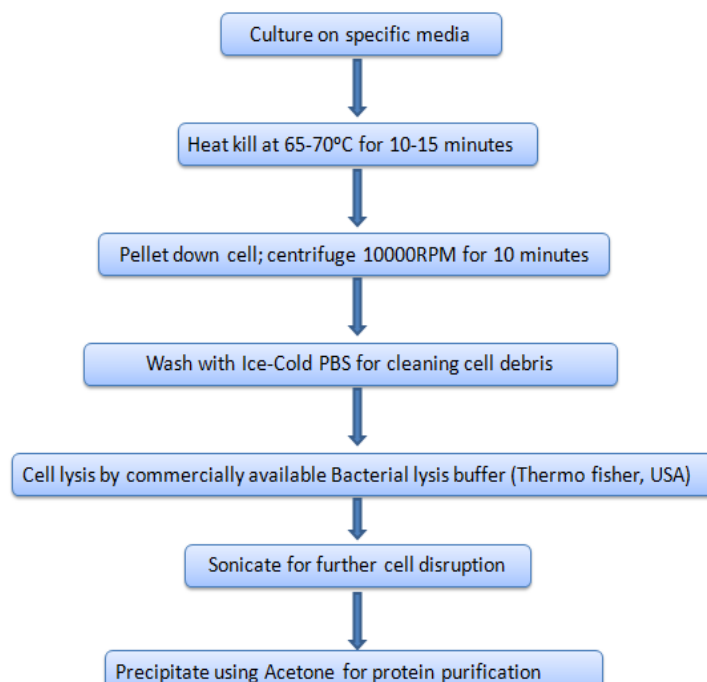 Culture on specific media
Heat kill at 65-70ºC for 10-15 minutes
Pellet down cell; centrifuge 10000RPM for 10 minutes
Wash with Ice-Cold PBS for cleaning cell debris
Cell lysis by commercially available Bacterial lysis buffer (Thermo fisher, USA)
Sonicate for further cell disruption
Precipitate using Acetone for protein purification